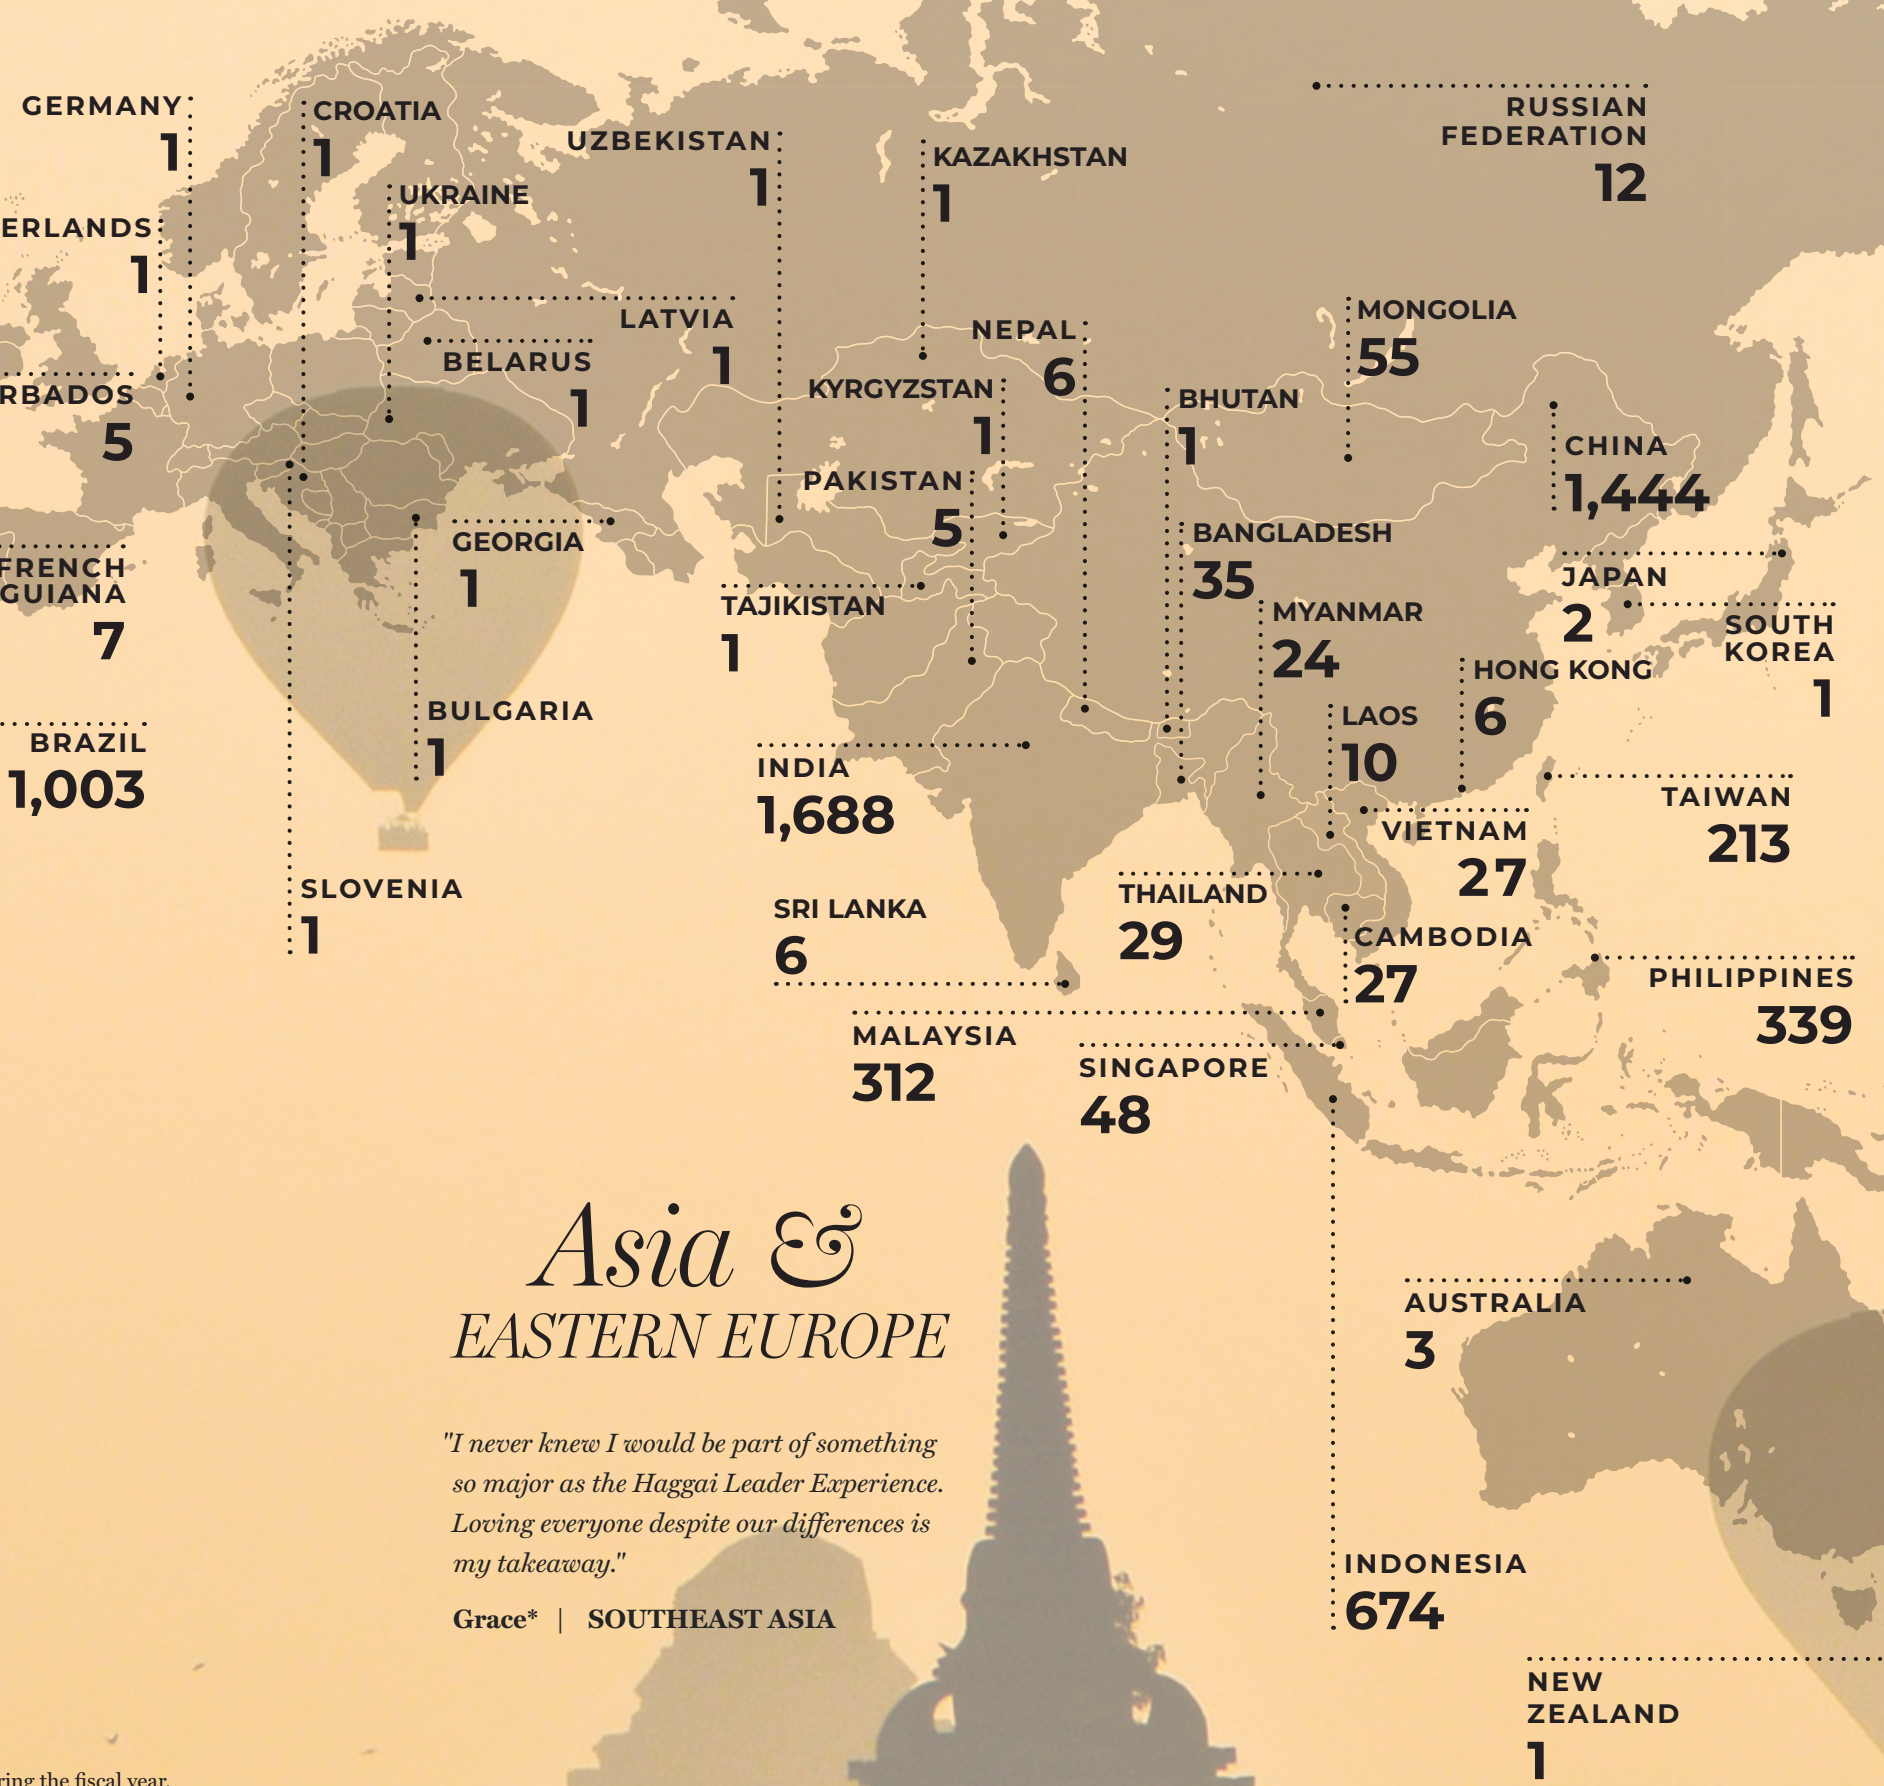 GERMANY
1
CROATIA
1
UZBEKISTAN
1
KAZAKHSTAN
1
RUSSIAN
FEDERATION
12
UKRAINE
1
ERLANDS
1
LATVIA
1
BELARUS
1
NEPAL
6
MONGOLIA
55
KYRGYZSTAN
1
BHUTAN
1
RBADOS
5
CHINA
1,444
PAKISTAN
5
GEORGIA
1
BANGLADESH
35
FRENCH
GUIANA
7
TAJIKISTAN
1
MYANMAR
24
JAPAN
2
SOUTH
KOREA
1
HONG KONG
6
BULGARIA
1
LAOS
10
BRAZIL
1,003
INDIA
1,688
TAIWAN
213
VIETNAM
27
SLOVENIA
1
SRI LANKA
6
THAILAND
29
CAMBODIA
27
PHILIPPINES
339
MALAYSIA
312
SINGAPORE
48
Asia &
EASTERN EUROPE
AUSTRALIA
3
"I never knew I would be part of something
so major as the Haggai Leader Experience.
Loving everyone despite our differences is
my takeaway."
Grace* | SOUTHEAST ASIA
INDONESIA
674
NEW
ZEALAND
1
ring the fiscal year.